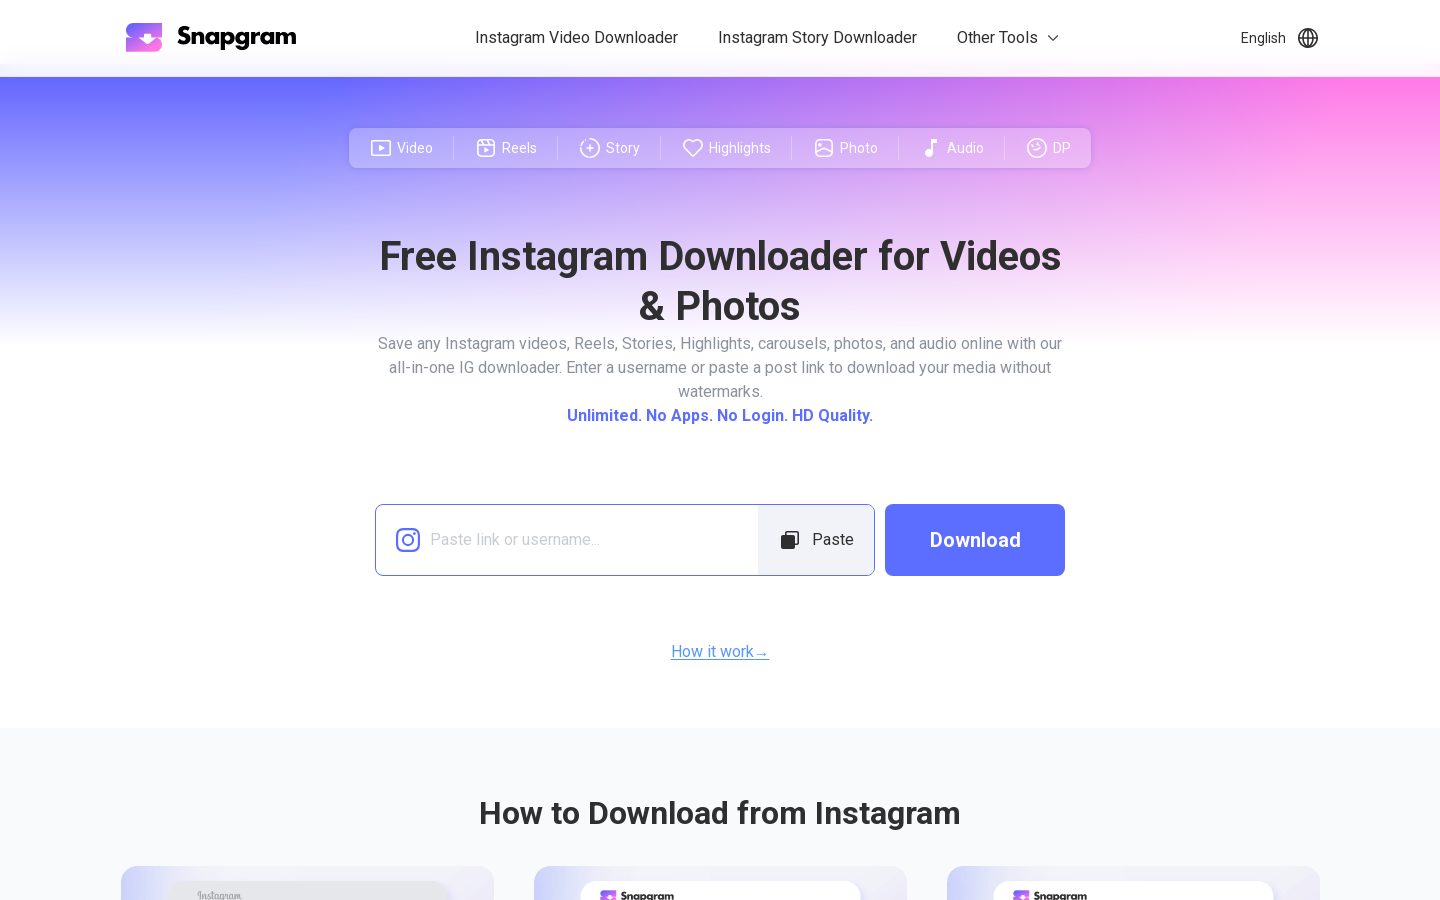 Snapgram
Instagram Video Downloader
Instagram Story Downloader
Other Tools
English
Video
Reels
Story
Highlights
Photo
Audio
DP
Free Instagram Downloader for Videos
& Photos
Save any Instagram videos, Reels, Stories, Highlights, carousels, photos, and audio online with our
all-in-one IG downloader. Enter a username or paste a post link to download your media without
watermarks.
Unlimited. No Apps. No Login. HD Quality.
Paste link or username...
Paste
Download
How it work→
How to Download from Instagram
Instagram
Snapgram
Snapgram